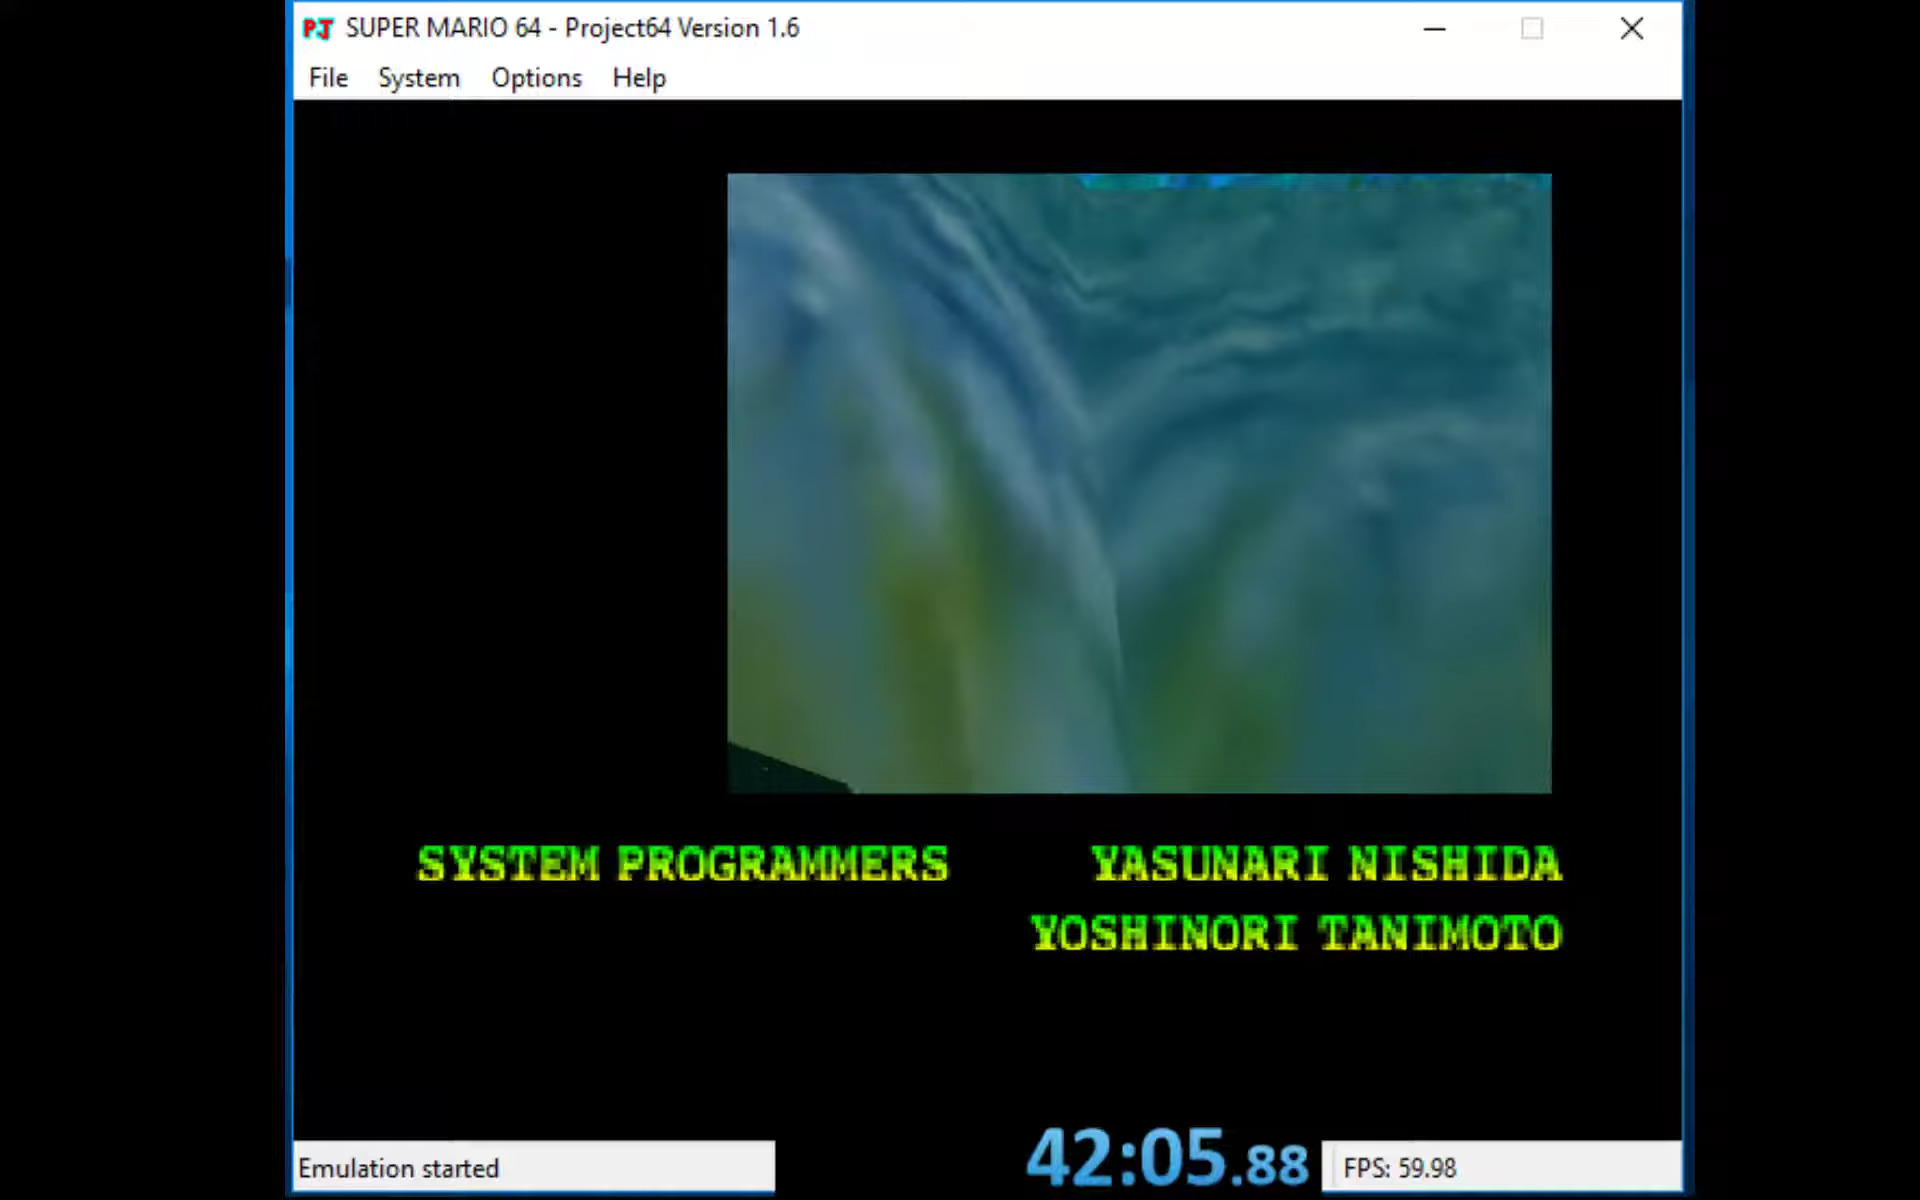 SUPER MARIO 64 - Project64 Version 1.6
File System Options Help
SYSTEM PROGRAMMERS YASUNARI NISHIDA
YOSHINORI TANIMOTO
Emulation started 42:05.88 FPS: 59.98